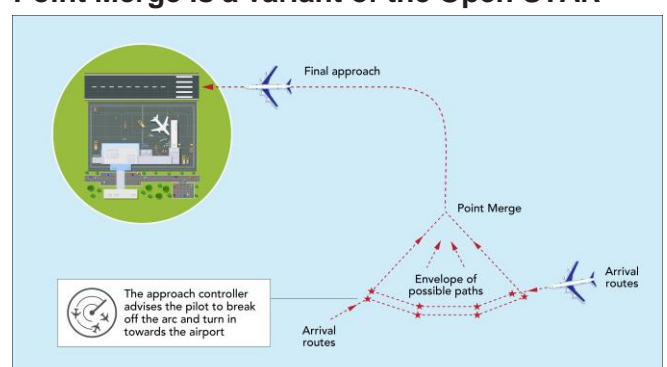 Point Merge is a variant of the Open STAR
Final approach
Point Merge
Envelope of
possible paths
Arrival
routes
The approach controller
advises the pilot to break
off the arc and turn in
towards the airport
Arrival
routes